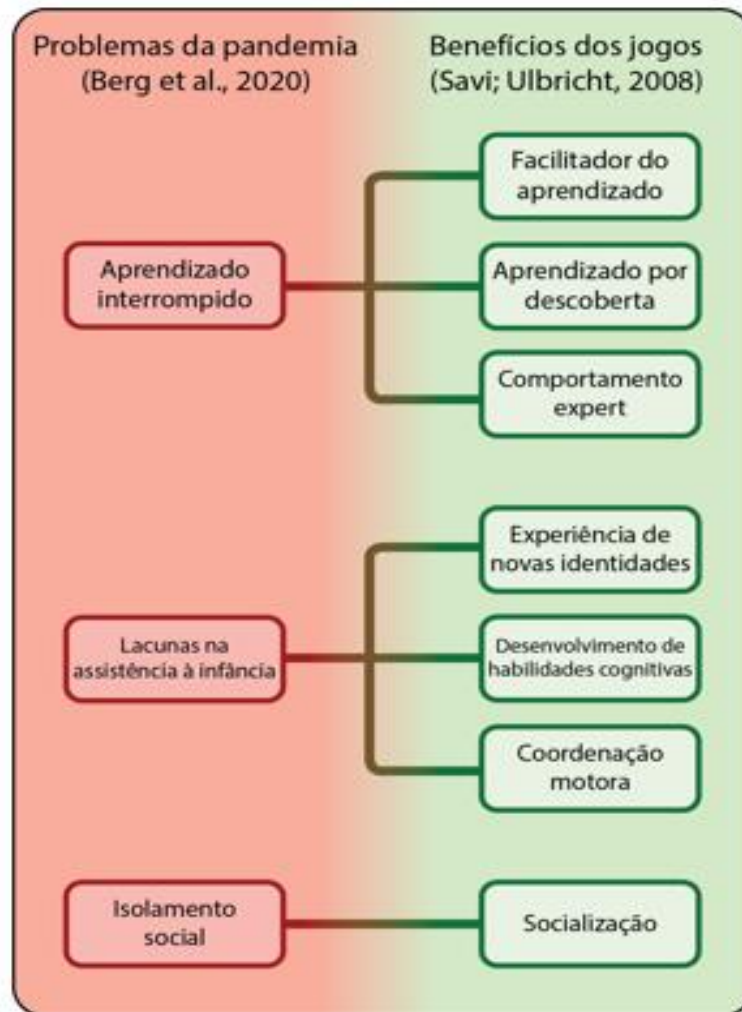 Problemas da pandemia
(Berg et al., 2020)
Benefícios dos jogos
(Savi; Ulbricht, 2008)
Aprendizado
interrompido
Facilitador do
aprendizado
Aprendizado por
descoberta
Comportamento
expert
Lacunas na
assistência à infância
Experiência de
novas identidades
Desenvolvimento de
habilidades cognitivas
Coordenação
motora
Isolamento
social
Socialização